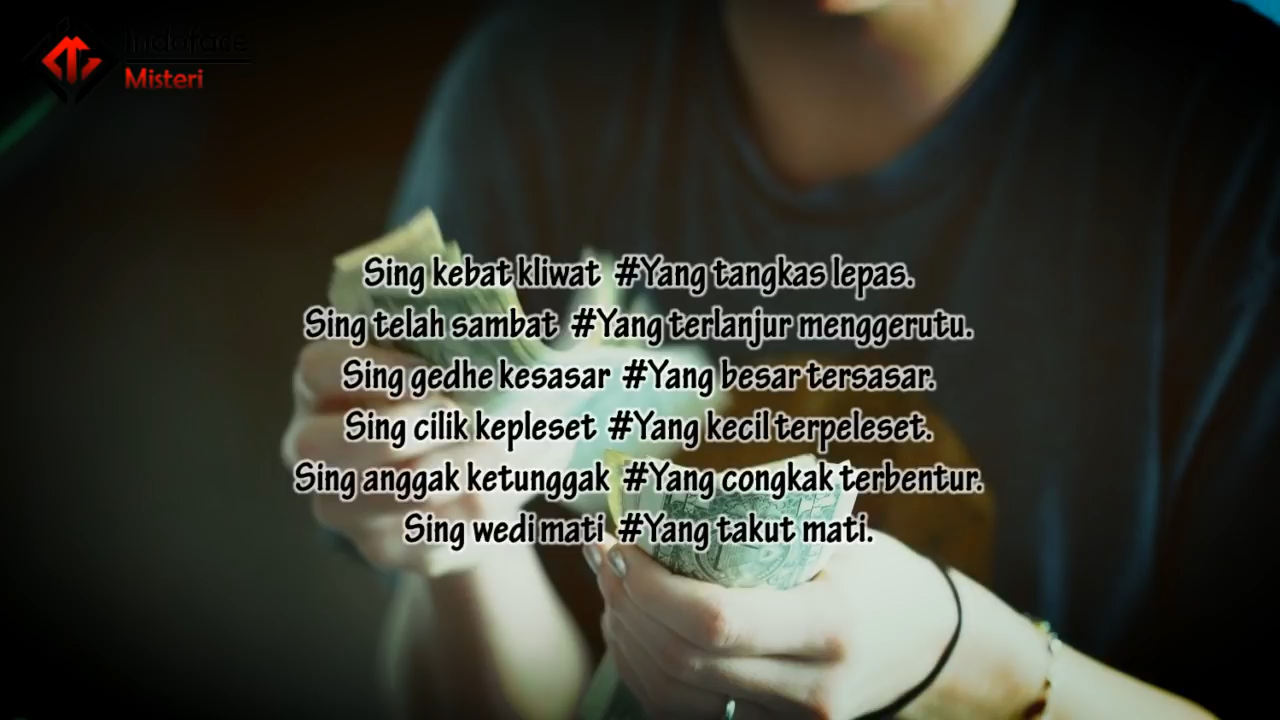 Indoface
Misteri
Sing kebat kliwat #Yang tangkas lepas.
Sing telah sambat #Yang terlanjur menggerutu.
Sing gedhe kesasar #Yang besar tersasar.
Sing cilik kepleset #Yang kecil terpeleset.
Sing anggak ketunggak #Yang congkak terbentur.
Sing wedi mati #Yang takut mati.